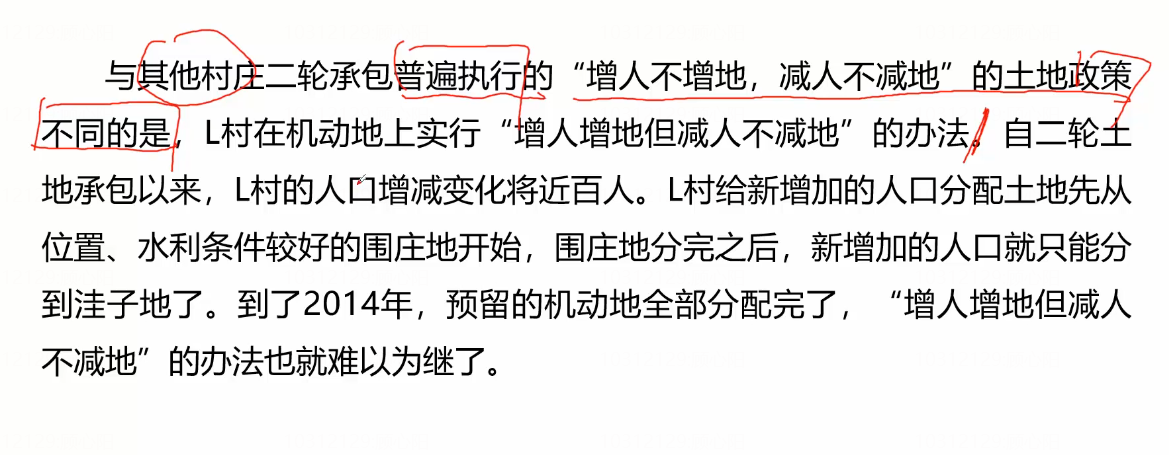 与其他村庄二轮承包普遍执行的“增人不增地，减人不减地”的土地政策
不同的是，L村在机动地上实行“增人增地但减人不减地”的办法。自二轮土
地承包以来，L村的人口增减变化将近百人。L村给新增加的人口分配土地先从
位置、水利条件较好的围庄地开始，围庄地分完之后，新增加的人口就只能分
到洼子地了。到了2014年，预留的机动地全部分配完了，“增人增地但减人
不减地”的办法也就难以为继了。